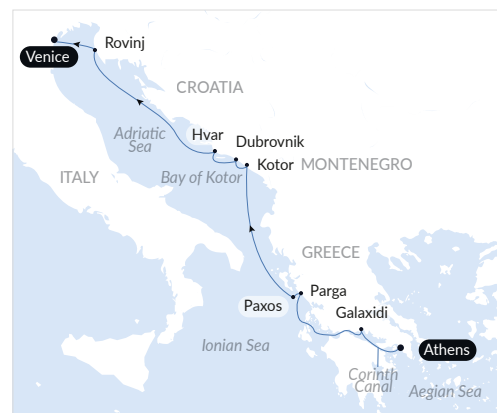 Rovinj
Venice
CROATIA
Adriatic
Sea
Hvar
Dubrovnik
Kotor
MONTENEGRO
ITALY
Bay of Kotor
GREECE
Parga
Paxos
Galaxidi
Ionian Sea
Athens
Corinth
Canal
Aegian Sea